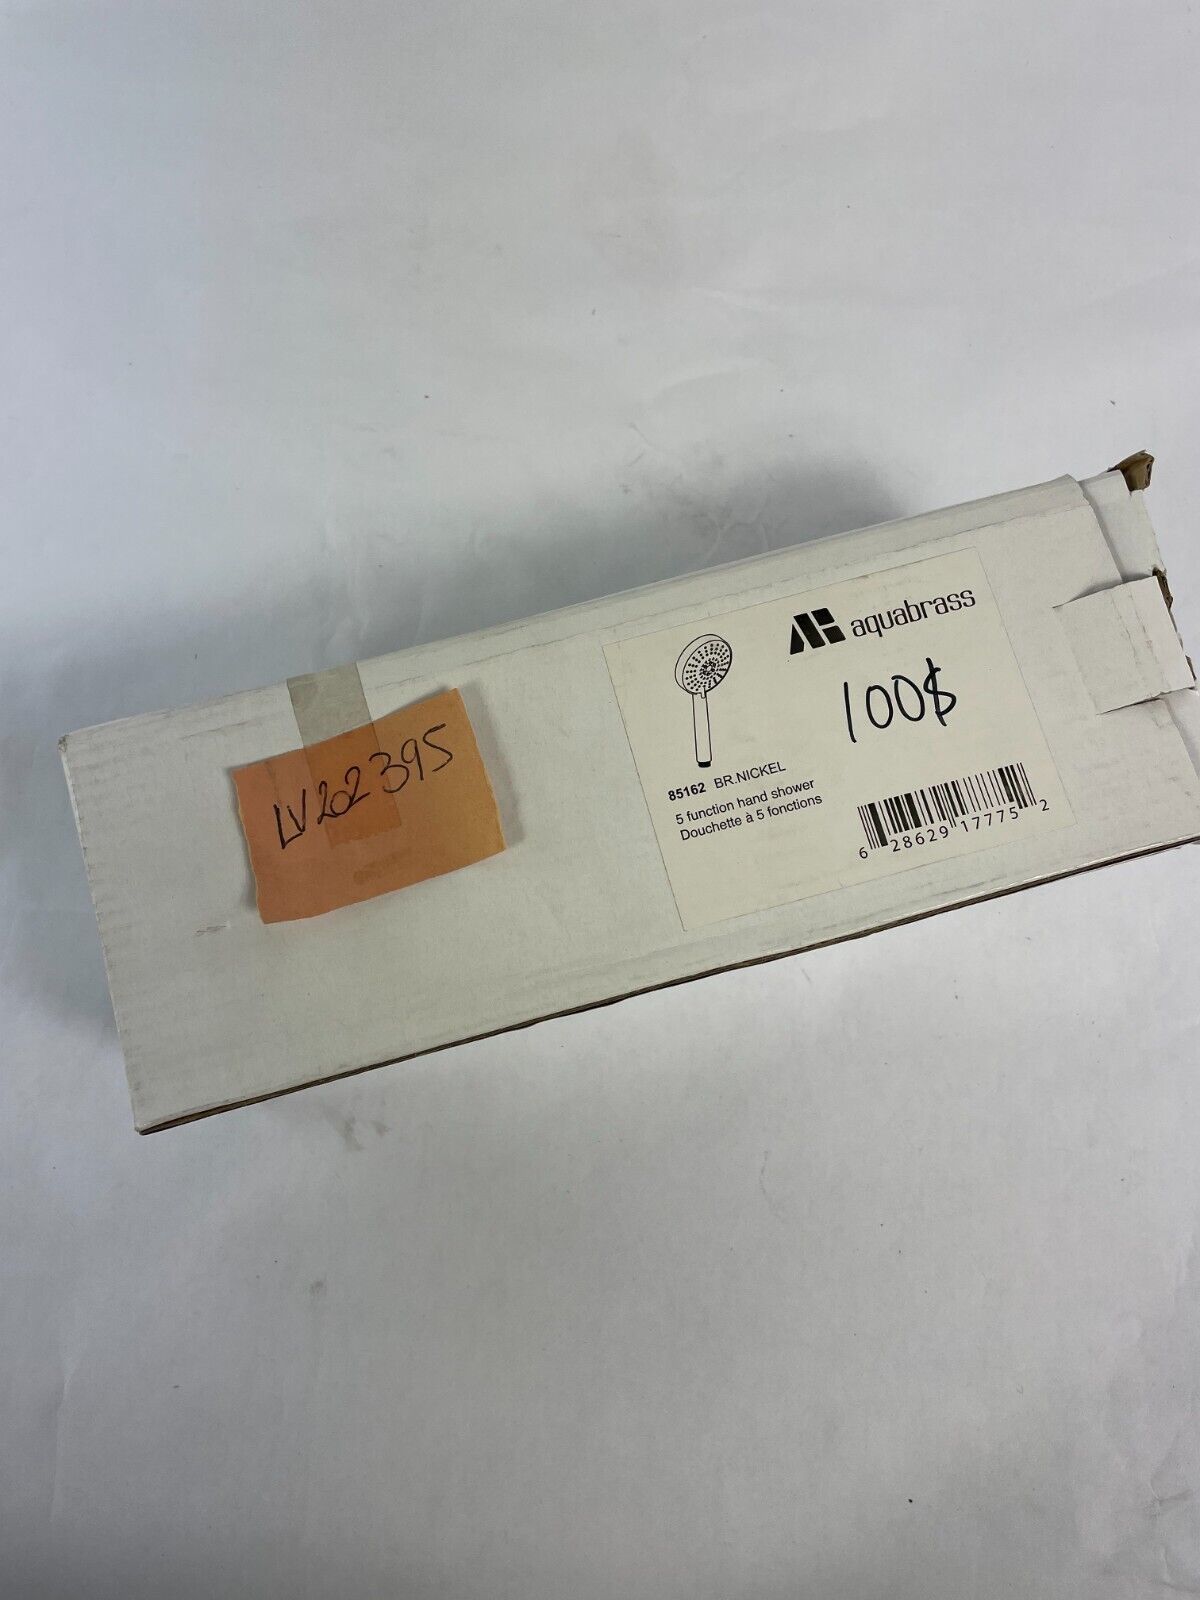 LV202395
aquabrass
100$
85162 BR.NICKEL
5 function hand shower
Douchette à 5 fonctions
6 28629 17775 2